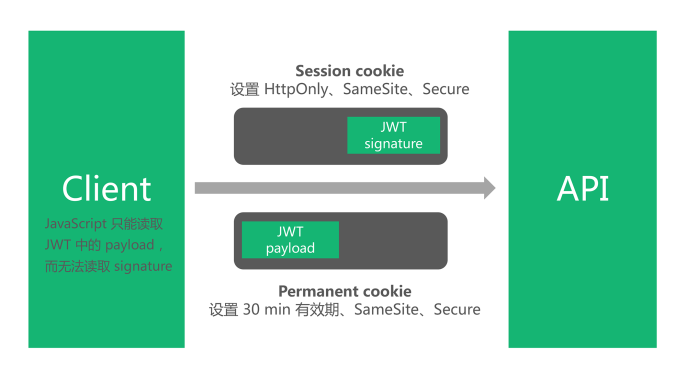 Client
JavaScript 只能读取
JWT 中的 payload，
而无法读取 signature
Session cookie
设置 HttpOnly、SameSite、Secure
JWT
signature
JWT
payload
Permanent cookie
设置 30 min 有效期、SameSite、Secure
API